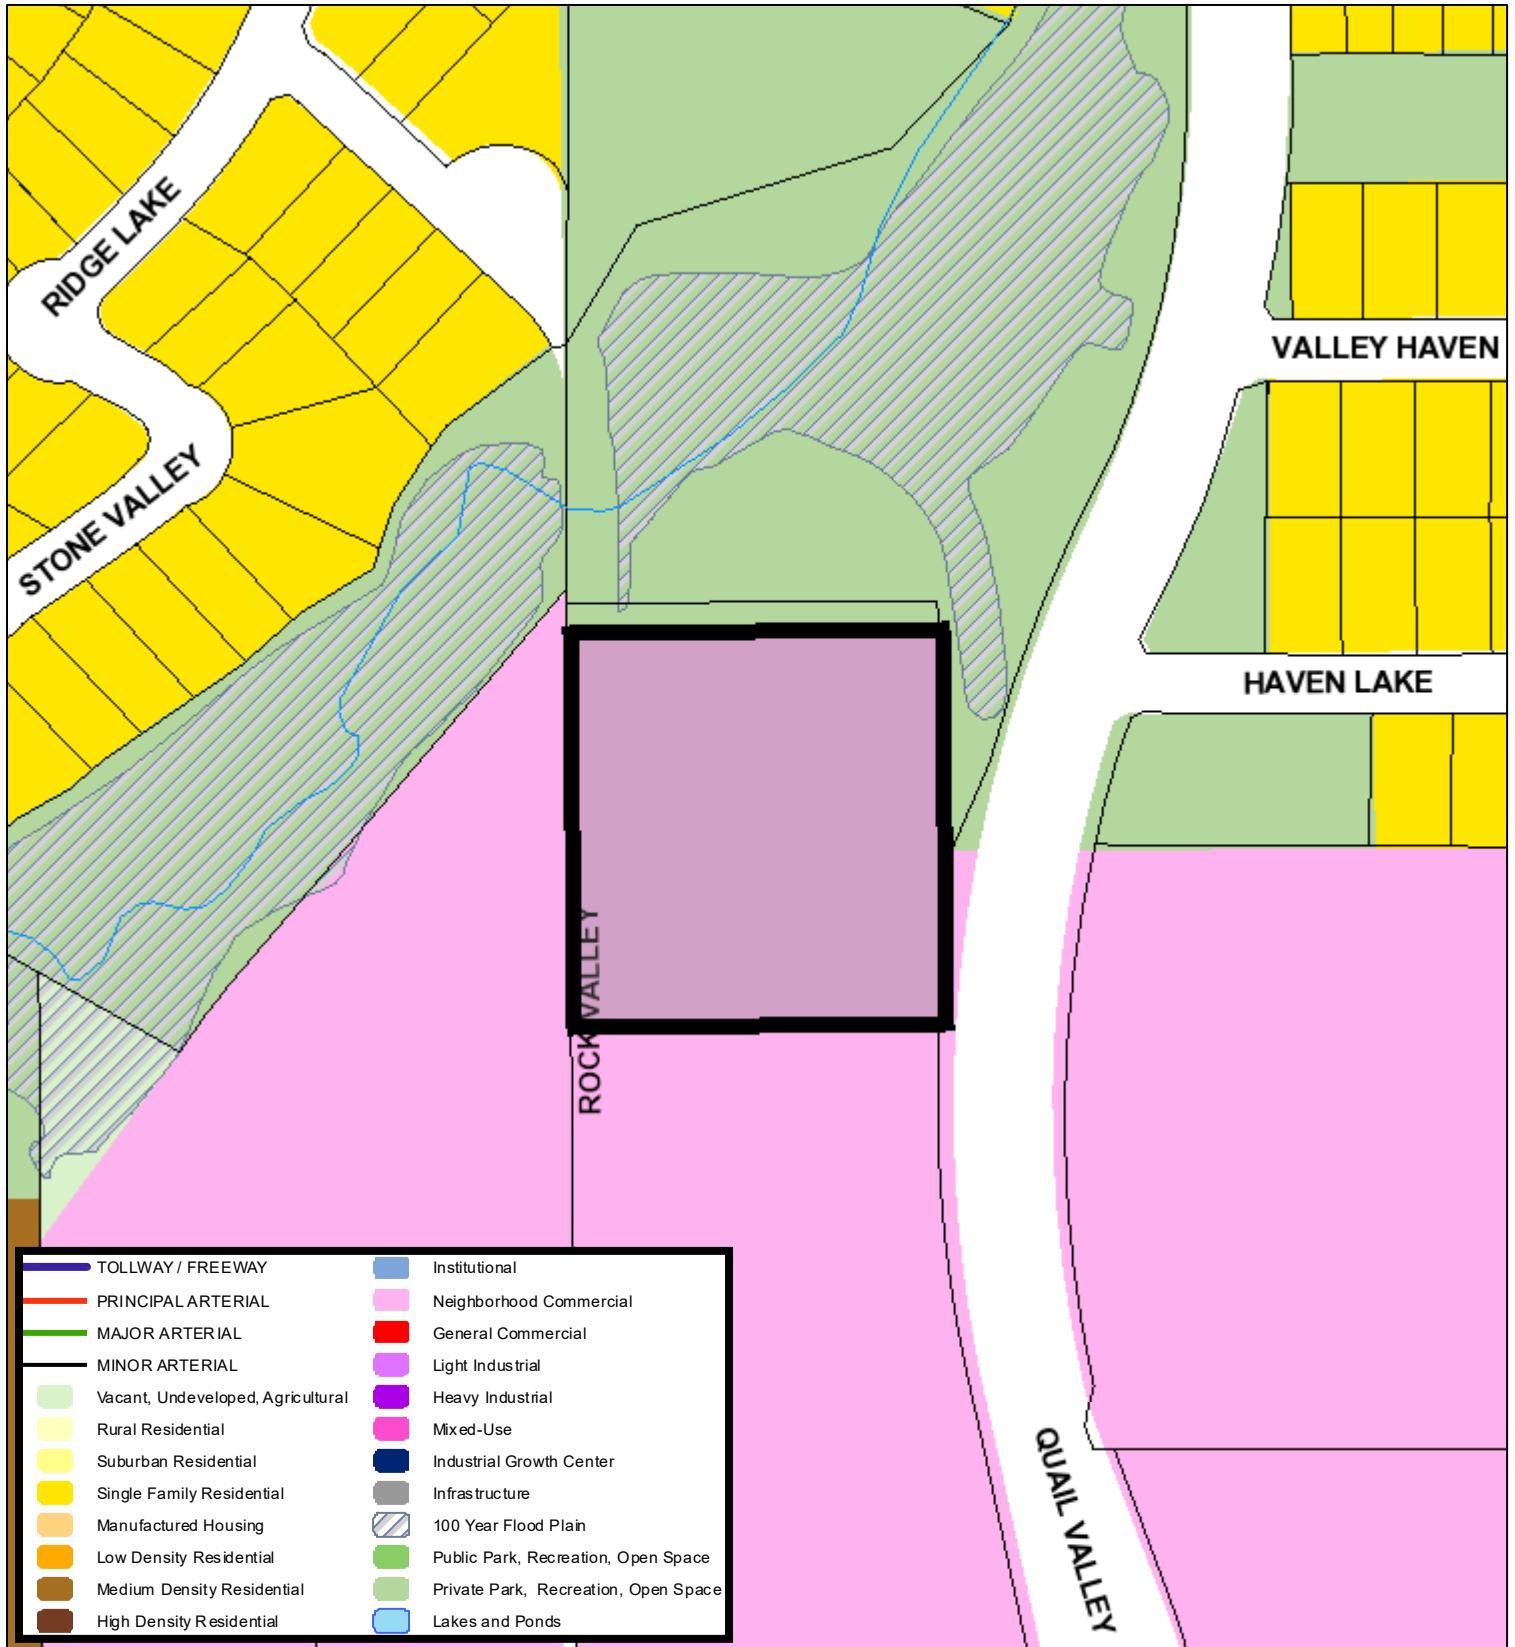 RIDGE LAKE
VALLEY HAVEN
STONE VALLEY
HAVEN LAKE
ROCK VALLEY
QUAIL VALLEY
TOLLWAY / FREEWAY
PRINCIPAL ARTERIAL
MAJOR ARTERIAL
MINOR ARTERIAL
Vacant, Undeveloped, Agricultural
Rural Residential
Suburban Residential
Single Family Residential
Manufactured Housing
Low Density Residential
Medium Density Residential
High Density Residential
Institutional
Neighborhood Commercial
General Commercial
Light Industrial
Heavy Industrial
Mixed-Use
Industrial Growth Center
Infrastructure
100 Year Flood Plain
Public Park, Recreation, Open Space
Private Park, Recreation, Open Space
Lakes and Ponds